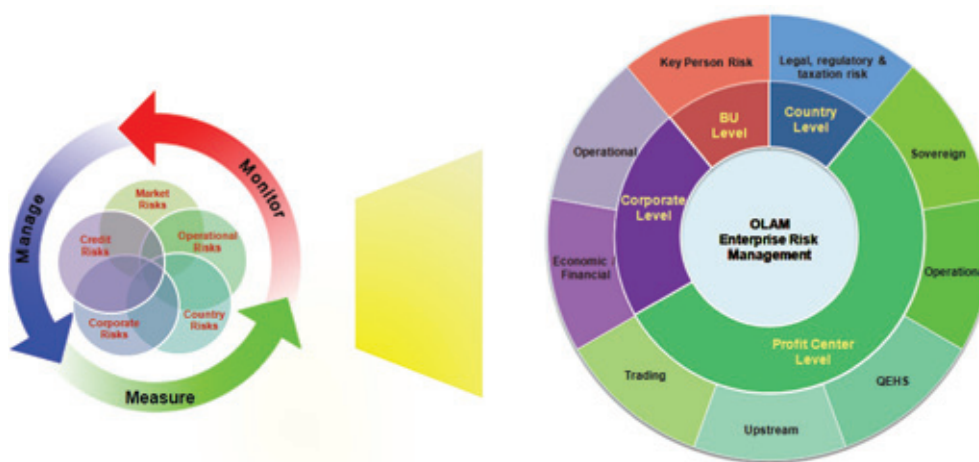 Manage
Monitor
Measure
Market
Risks
Credit
Risks
Operational
Risks
Corporate
Risks
Country
Risks
Key Person Risk
Legal, regulatory &
taxation risk
BU
Level
Country
Level
Operational
Sovereign
Corporate
Level
OLAM
Enterprise Risk
Management
Economic &
Financial
Operational
Profit Center
Level
Trading
QEHS
Upstream